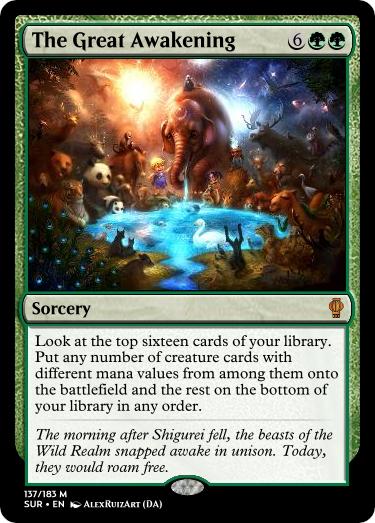 The Great Awakening 6
Sorcery
Look at the top sixteen cards of your library.
Put any number of creature cards with
different mana values from among them onto
the battlefield and the rest on the bottom of
your library in any order.
The morning after Shigurei fell, the beasts of the
Wild Realm snapped awake in unison. Today,
they would roam free.
137/183 M
SUR • EN AlexRuizArt (DA)